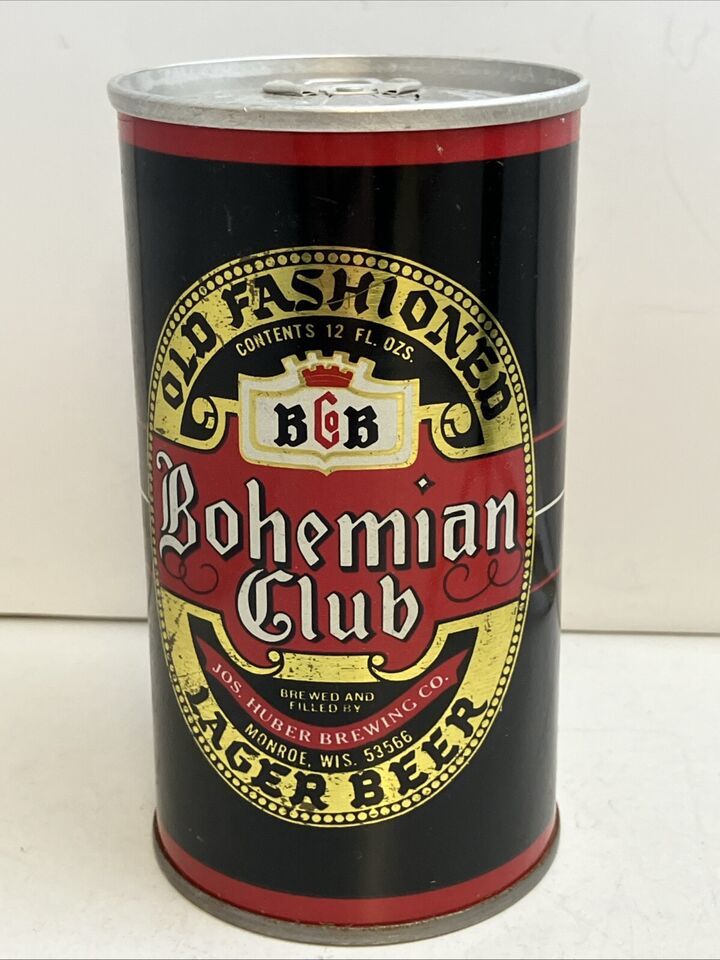 OLD FASHIONED
CONTENTS 12 FL. OZS.
B Co B
Bohemian
Club
BREWED AND
FILLED BY
JOS. HUBER BREWING CO.
MONROE, WIS. 53566
LAGER BEER